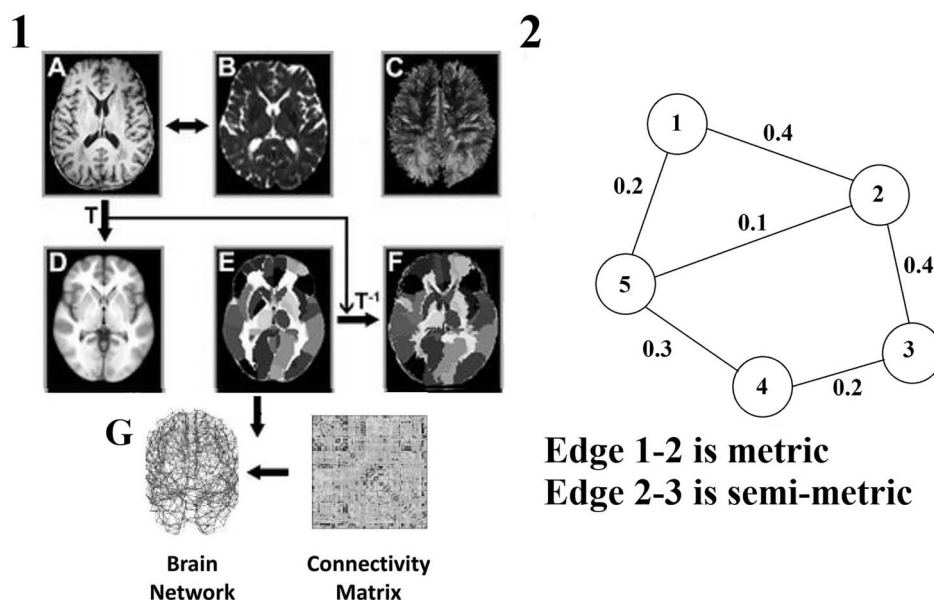 1
A
B
C
T
D
E
F
T-1
G
Brain
Network
Connectivity
Matrix
2
1
0.4
0.2
2
0.1
5
0.4
0.3
3
4
0.2
Edge 1-2 is metric
Edge 2-3 is semi-metric